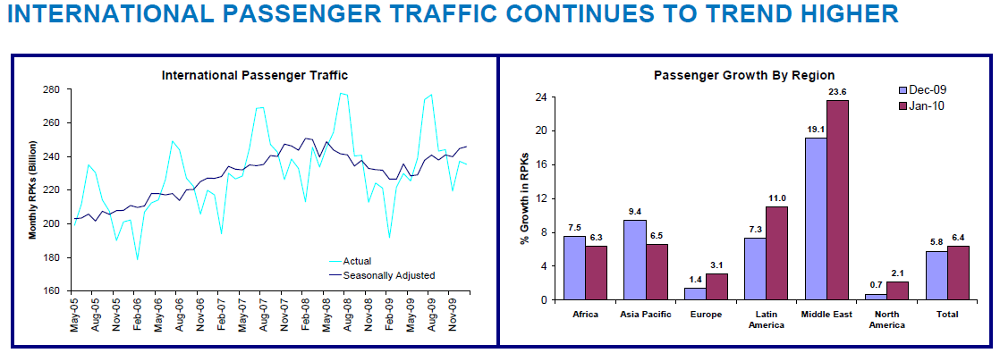 INTERNATIONAL PASSENGER TRAFFIC CONTINUES TO TREND HIGHER
International Passenger Traffic
Monthly RPKs (Billion)
280
260
240
220
200
180
160
Actual
Seasonally Adjusted
May-05
Aug-05
Nov-05
Feb-06
May-06
Aug-06
Nov-06
Feb-07
May-07
Aug-07
Nov-07
Feb-08
May-08
Aug-08
Nov-08
Feb-09
May-09
Aug-09
Nov-09
Passenger Growth By Region
Dec-09
Jan-10
% Growth in RPKs
24
20
16
12
8
4
0
7.5
6.3
9.4
6.5
1.4
3.1
7.3
11.0
19.1
23.6
0.7
2.1
5.8
6.4
Africa
Asia Pacific
Europe
Latin
America
Middle East
North
America
Total